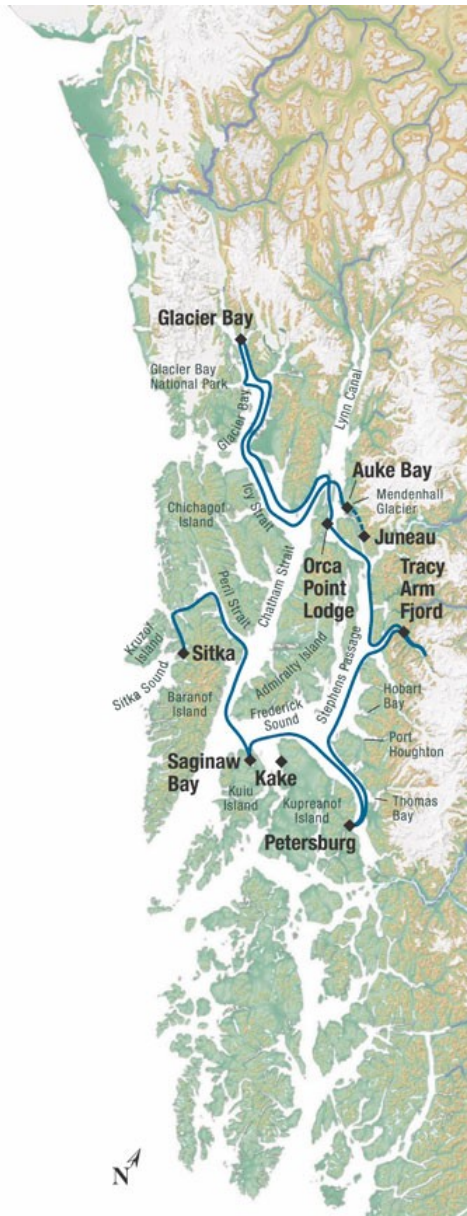 Glacier Bay
Glacier Bay
National Park
Glacier Bay
Lynn Canal
Auke Bay
Mendenhall
Glacier
Icy Strait
Chichagof
Island
Juneau
Orca
Point
Lodge
Tracy
Arm
Fjord
Chatham Strait
Peril Strait
Kruzof
Island
Sitka
Sitka Sound
Admiralty Island
Stephens Passage
Baranof
Island
Frederick
Sound
Hobart
Bay
Port
Houghton
Saginaw
Bay
Kake
Kuiu
Island
Kupreanof
Island
Thomas
Bay
Petersburg
N